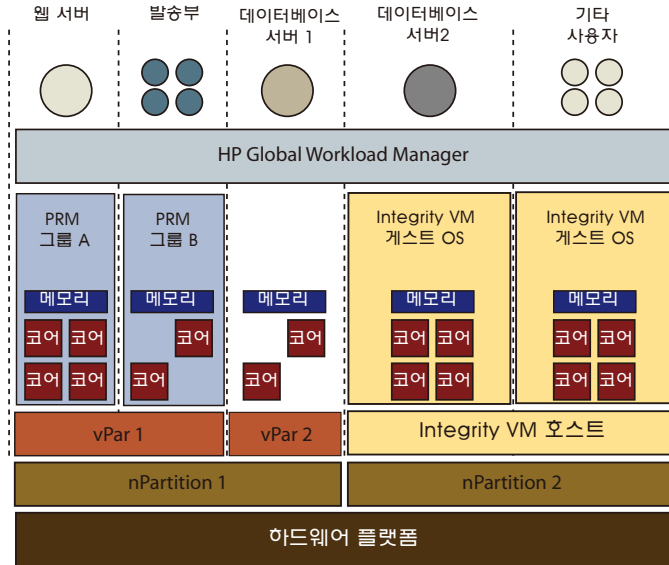 웹 서버
발송부
데이터베이스
서버 1
데이터베이스
서버2
기타
사용자
HP Global Workload Manager
PRM
그룹 A
PRM
그룹 B
Integrity VM
게스트 OS
Integrity VM
게스트 OS
메모리
메모리
메모리
메모리
메모리
코어 코어
코어
코어
코어 코어
코어 코어
코어 코어
코어
코어
코어 코어
코어 코어
vPar 1
vPar 2
Integrity VM 호스트
nPartition 1
nPartition 2
하드웨어 플랫폼